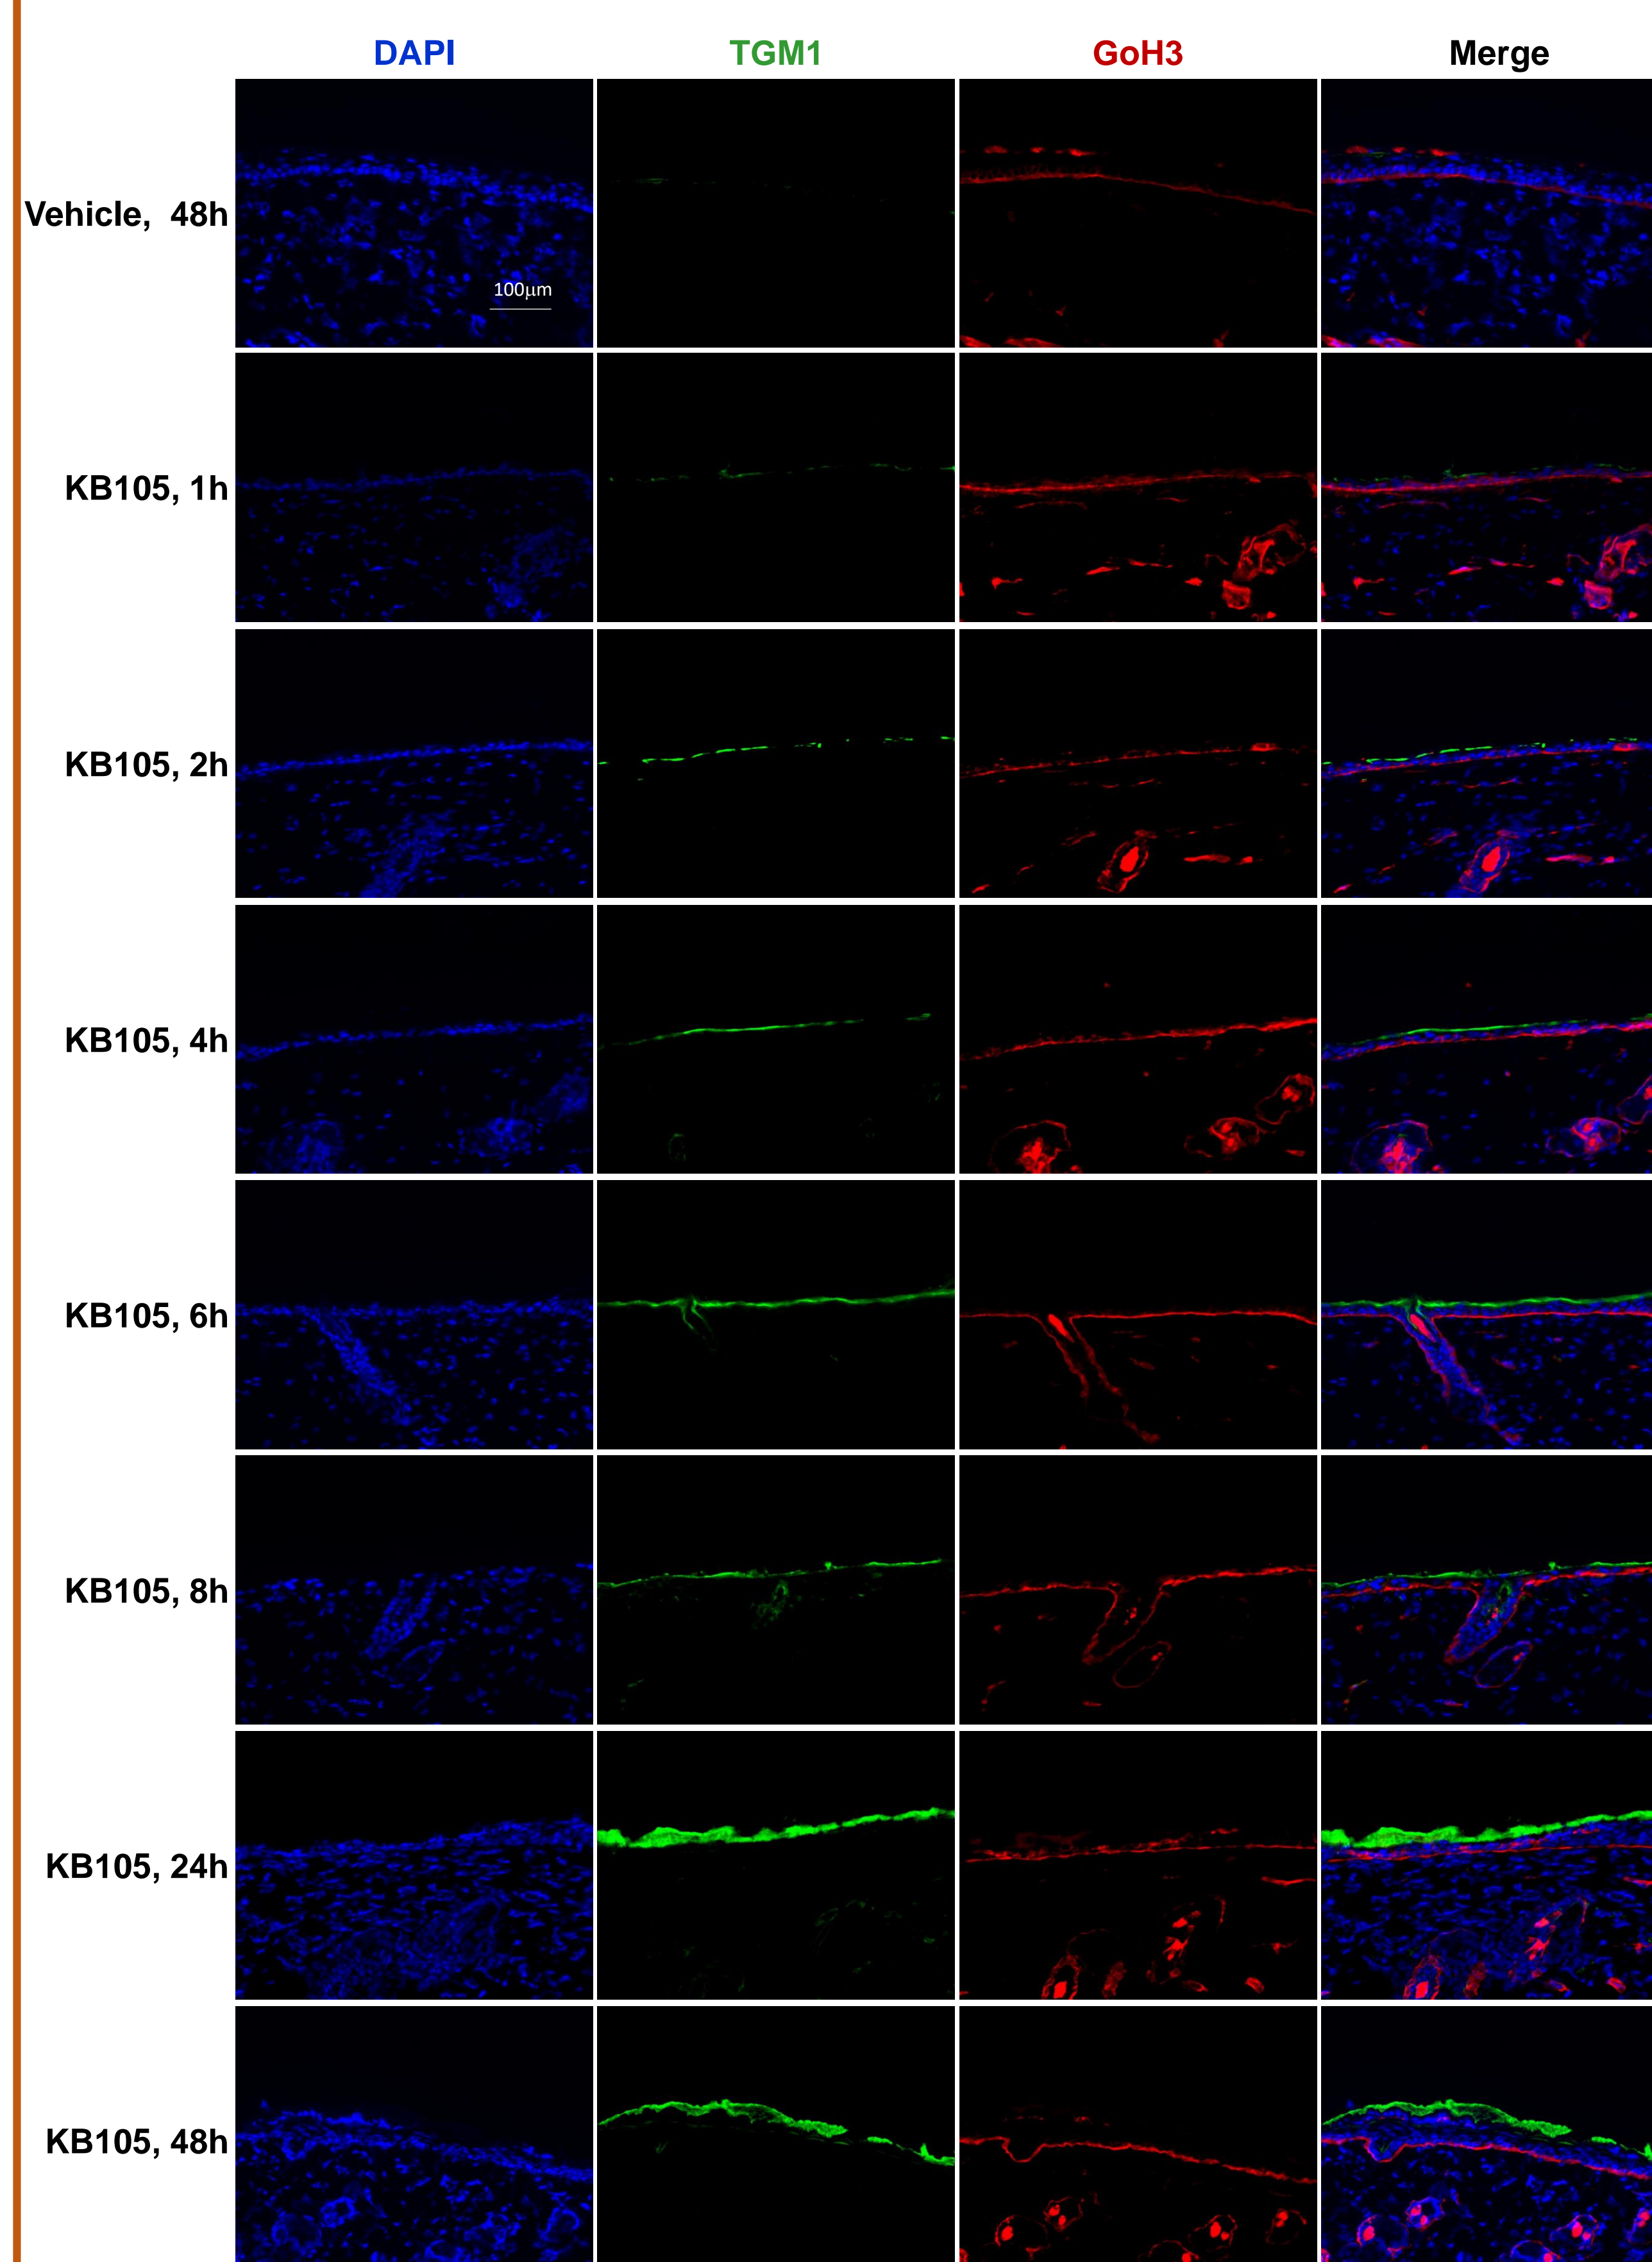 DAPI TGM1 GoH3 Merge
Vehicle, 48h
100μm
KB105, 1h
KB105, 2h
KB105, 4h
KB105, 6h
KB105, 8h
KB105, 24h
KB105, 48h